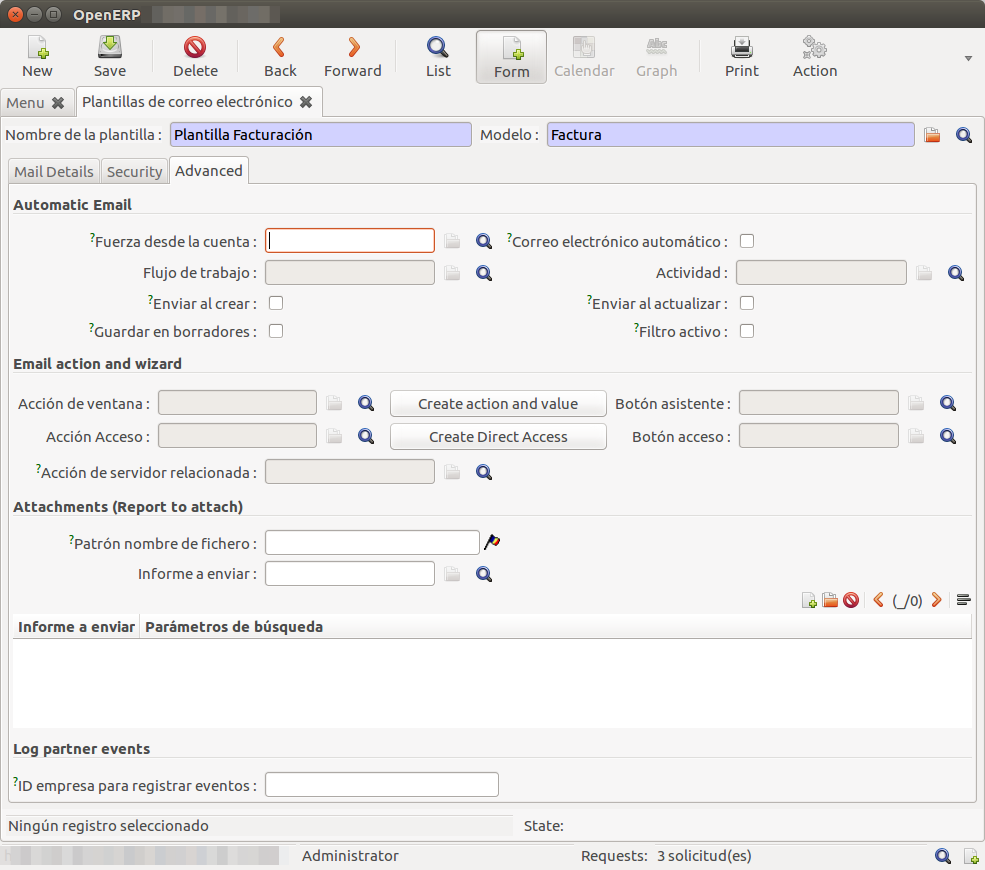 OpenERP
New Save Delete Back Forward List Form Calendar Graph Print Action
Menu Plantillas de correo electrónico
Nombre de la plantilla : Plantilla Facturación Modelo : Factura
Mail Details Security Advanced
Automatic Email
?Fuerza desde la cuenta : ?Correo electrónico automático :
Flujo de trabajo : Actividad :
?Enviar al crear : ?Enviar al actualizar :
?Guardar en borradores : ?Filtro activo :
Email action and wizard
Acción de ventana : Create action and value Botón asistente :
Acción Acceso : Create Direct Access Botón acceso :
?Acción de servidor relacionada :
Attachments (Report to attach)
?Patrón nombre de fichero :
Informe a enviar :
(_/0)
Informe a enviar Parámetros de búsqueda
Log partner events
?ID empresa para registrar eventos :
Ningún registro seleccionado State:
Administrator Requests: 3 solicitud(es)